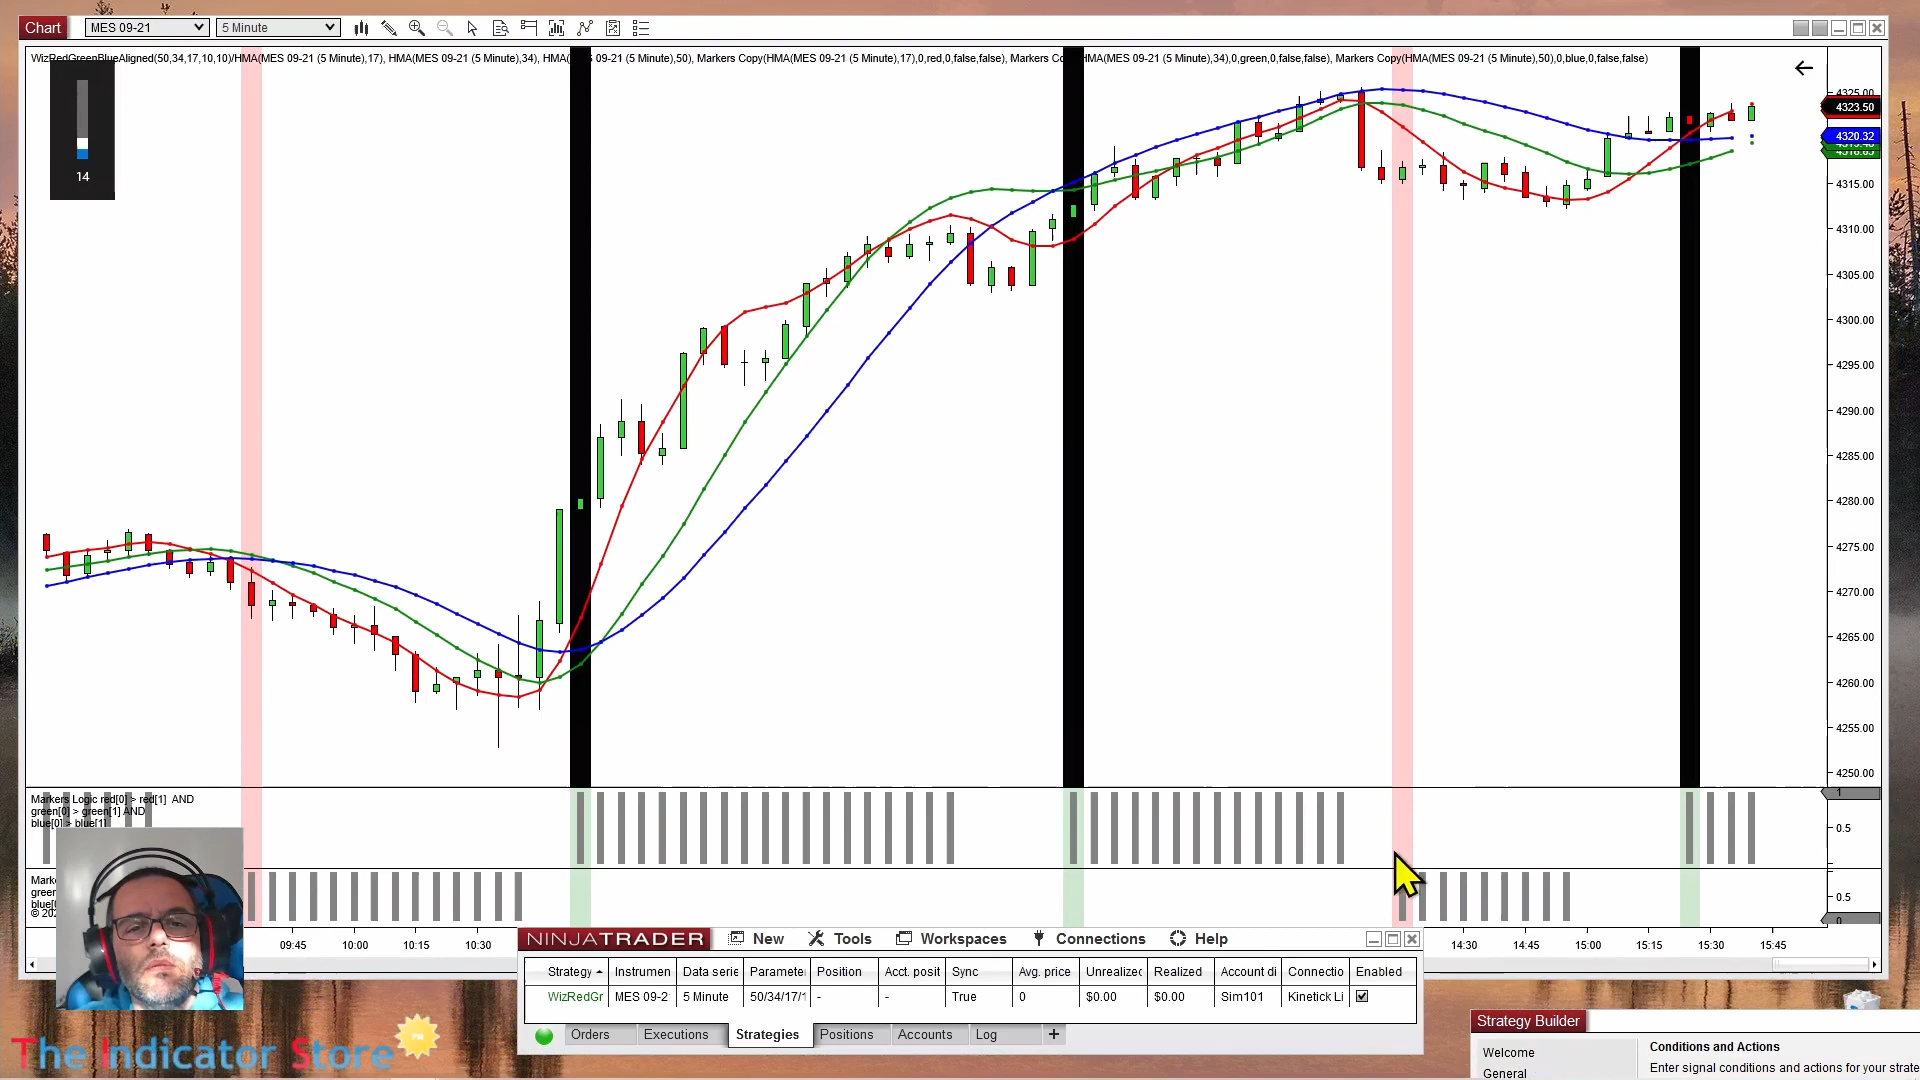 Chart
MES 09-21
5 Minute
WizRedGreenBlueAligned(50,34,17,10,10)/HMA(MES 09-21 (5 Minute),17), HMA(MES 09-21 (5 Minute),34), (5 Minute),50), Markers Copy(HMA(MES 09-21 (5 Minute),17),0,red,0,false,false), Markers HMA(MES 09-21 (5 Minute),34),0,green,0,false,false), Markers Copy(HMA(MES 09-21 (5 Minute),50),0,blue,0,false,false)
14
4325.00
4323.50
4320.32
4315.00
4310.00
4305.00
4300.00
4295.00
4290.00
4285.00
4280.00
4275.00
4270.00
4265.00
4260.00
4255.00
4250.00
Markers Logic red[0] > red[1] AND
green[0] > green[1] AND
blue[0] > blue[1]
1
0.5
0.5
0
09:45
10:00
10:15
10:30
14:30
14:45
15:00
15:15
15:30
15:45
NINJATRADER
New
Tools
Workspaces
Connections
Help
Strategy
Instrumen
Data serie
Parameter
Position
Acct. posit
Sync
Avg. price
Unrealized
Realized
Account di
Connectio
Enabled
WizRedGr
MES 09-2
5 Minute
50/34/17/1
-
-
True
0
$0.00
$0.00
Sim101
Kinetick Li
Orders
Executions
Strategies
Positions
Accounts
Log
+
The Indicator Store
Strategy Builder
Welcome
General
Conditions and Actions
Enter signal conditions and actions for your strate